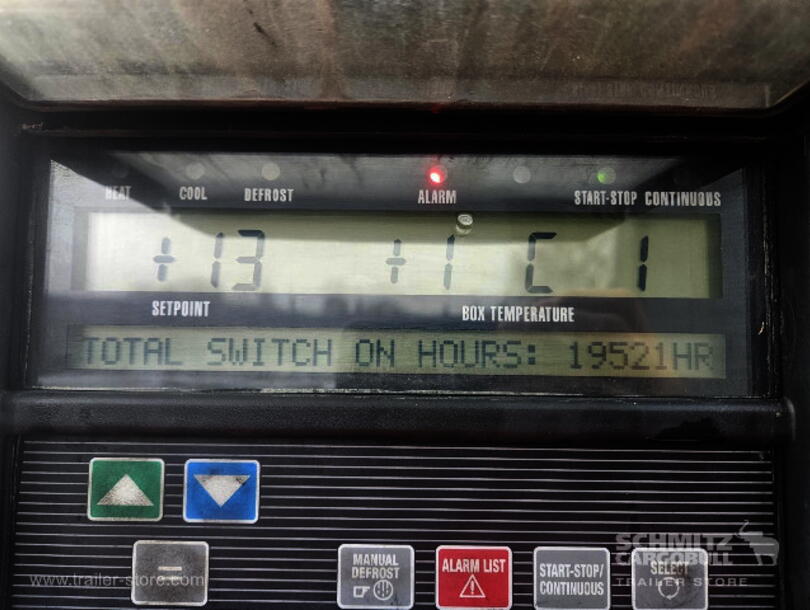 HEAT COOL DEFROST ALARM START-STOP CONTINUOUS
+13 +1 C 1
SETPOINT BOX TEMPERATURE
TOTAL SWITCH ON HOURS: 19521HR
MANUAL DEFROST
ALARM LIST
START-STOP/
CONTINUOUS
SELECT
SCHMITZ
CARGOBULL
TRAILER STORE
www.trailer-store.com